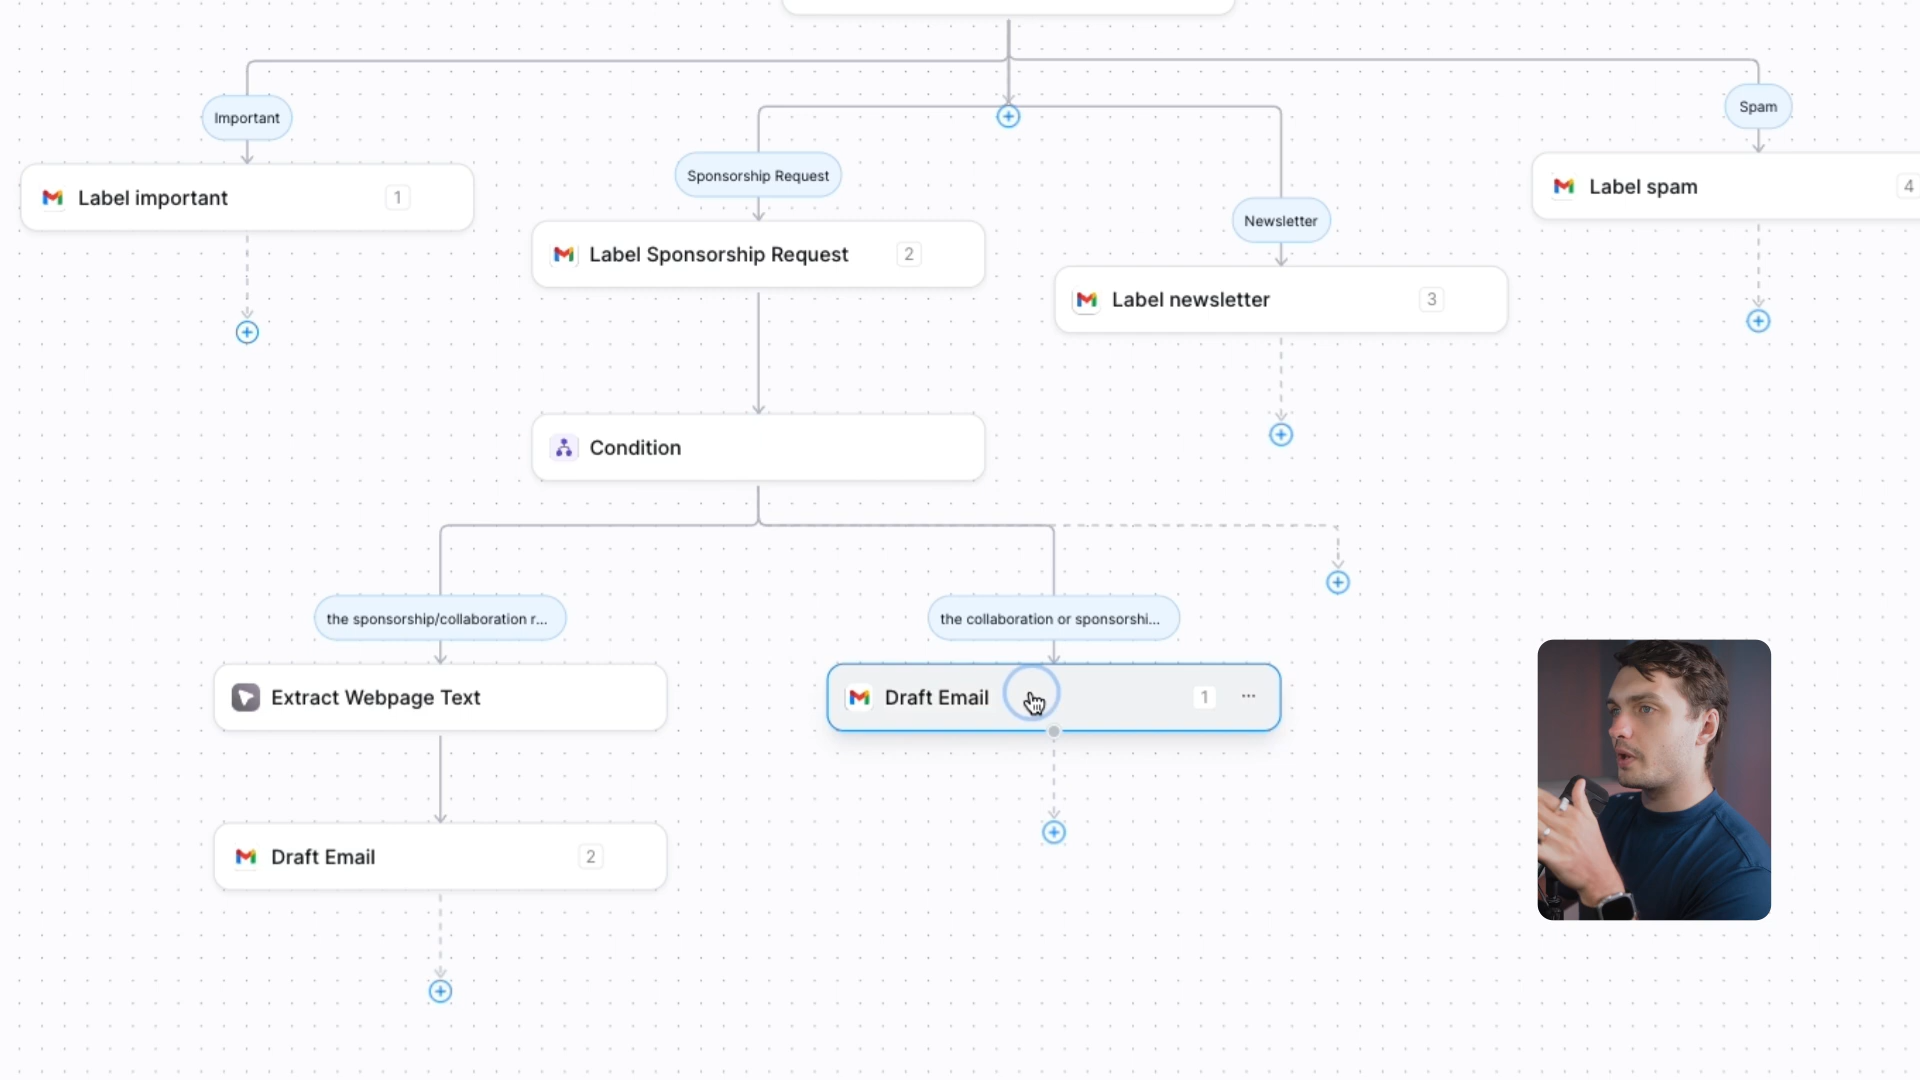 Important
Spam
Sponsorship Request
Newsletter
Label important 1
Label spam 4
Label Sponsorship Request 2
Label newsletter 3
Condition
the sponsorship/collaboration r...
the collaboration or sponsorshi...
Extract Webpage Text
Draft Email 1
Draft Email 2